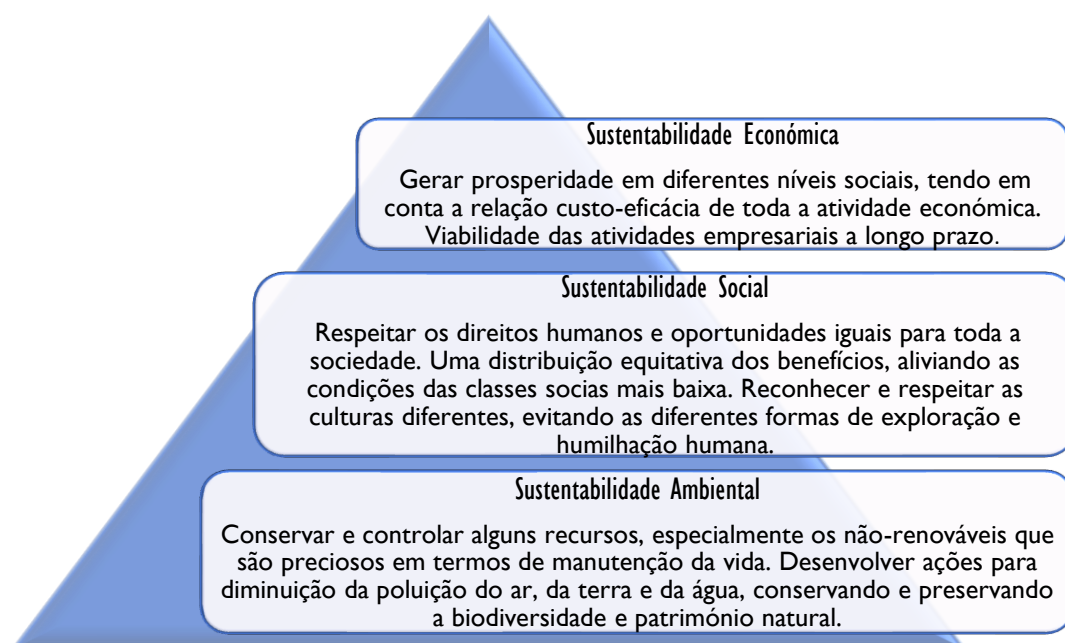 Sustentabilidade Económica
Gerar prosperidade em diferentes níveis sociais, tendo em
conta a relação custo-eficácia de toda a atividade económica.
Viabilidade das atividades empresariais a longo prazo.
Sustentabilidade Social
Respeitar os direitos humanos e oportunidades iguais para toda a
sociedade. Uma distribuição equitativa dos benefícios, aliviando as
condições das classes socias mais baixa. Reconhecer e respeitar as
culturas diferentes, evitando as diferentes formas de exploração e
humilhação humana.
Sustentabilidade Ambiental
Conservar e controlar alguns recursos, especialmente os não-renováveis que
são preciosos em termos de manutenção da vida. Desenvolver ações para
diminuição da poluição do ar, da terra e da água, conservando e preservando
a biodiversidade e património natural.